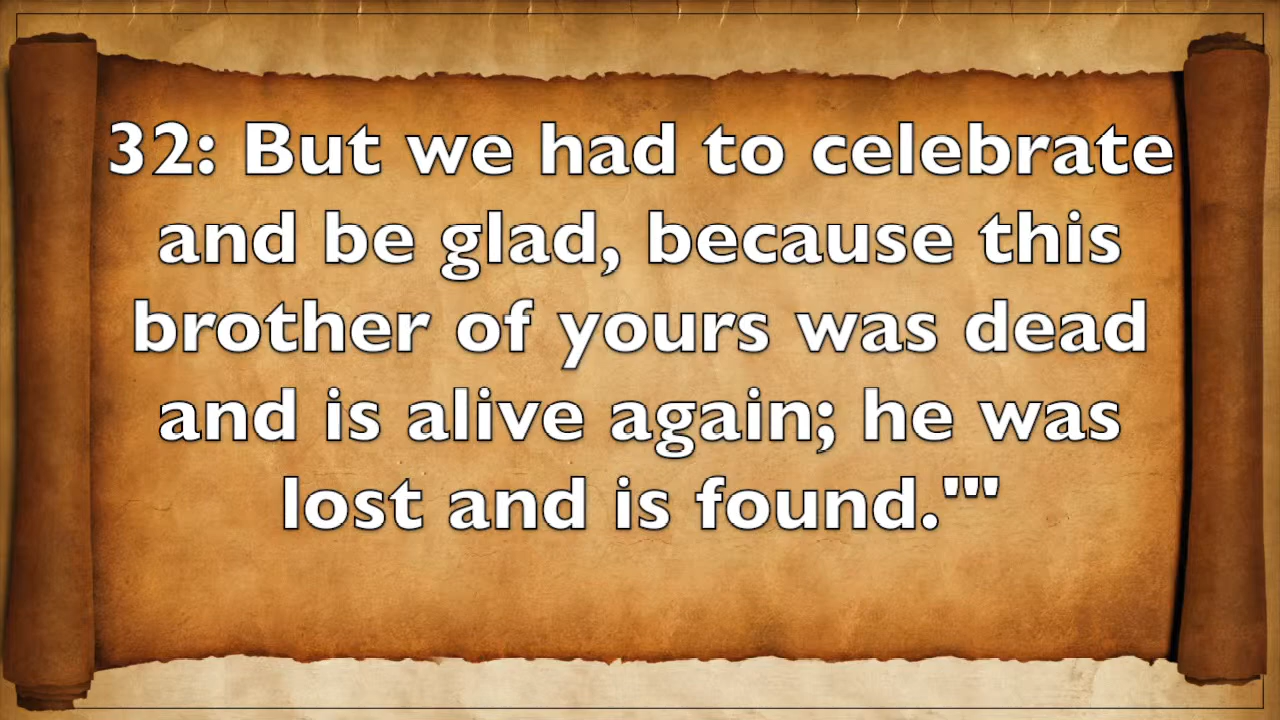 32: But we had to celebrate
and be glad, because this
brother of yours was dead
and is alive again; he was
lost and is found."'"